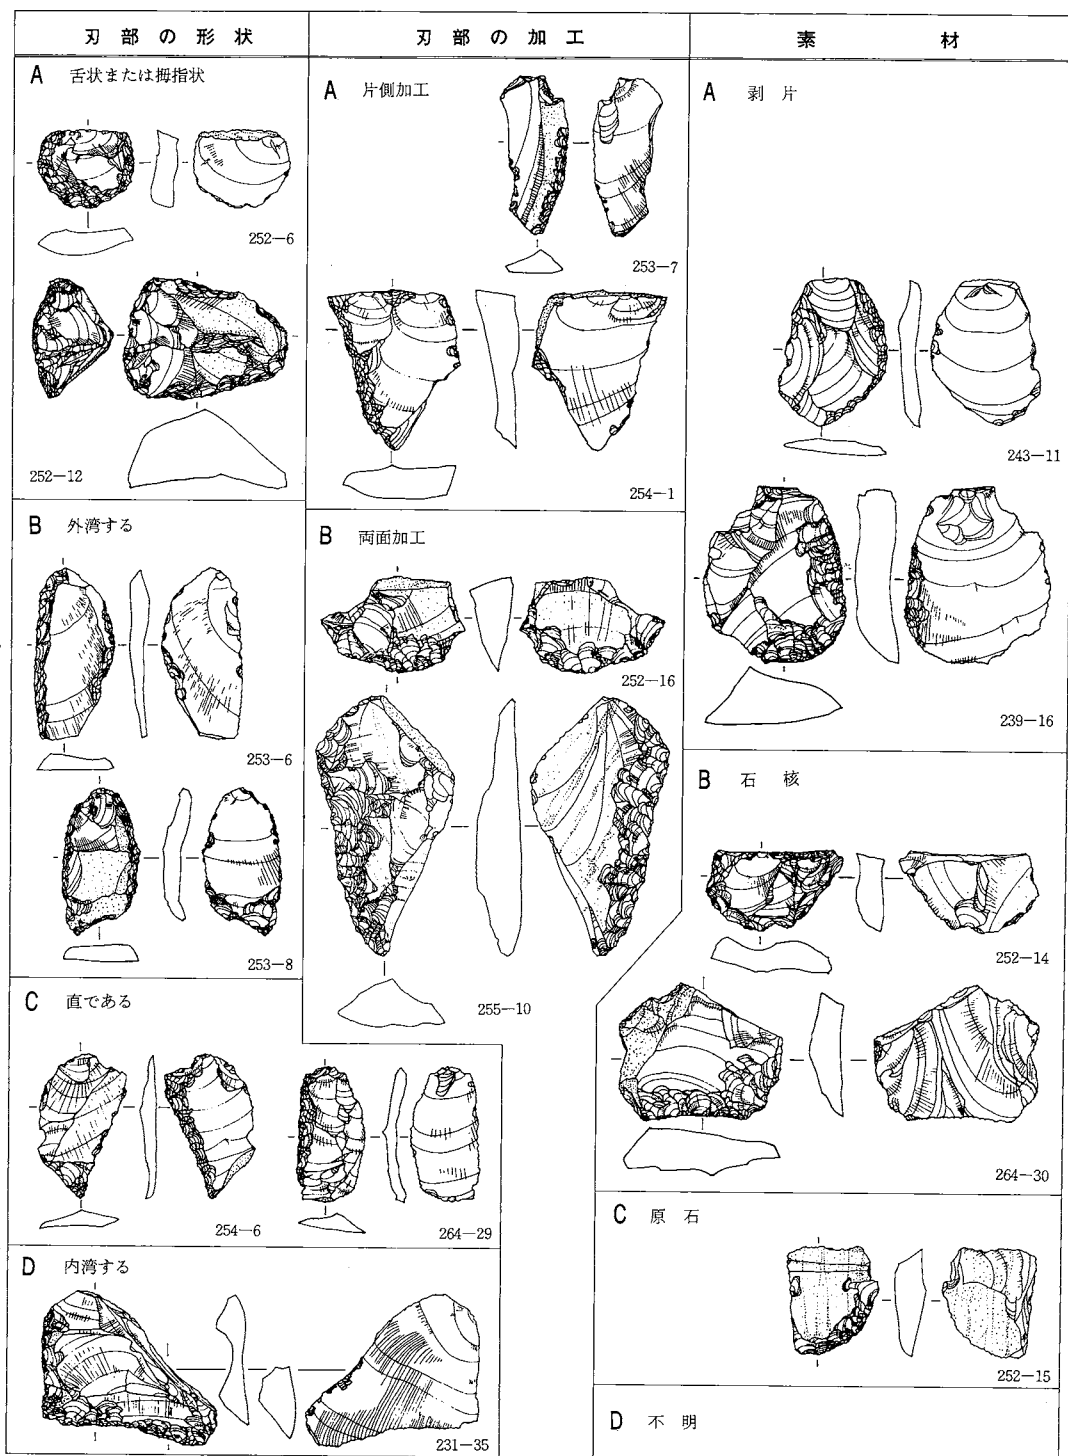 刃部の形状
A 舌状または拇指状
252-6
252-12
B 外湾する
253-6
253-8
C 直である
254-6
264-29
D 内湾する
231-35
刃部の加工
A 片側加工
253-7
254-1
B 両面加工
252-16
255-10
素材
A 剥片
243-11
239-16
B 石核
252-14
264-30
C 原石
252-15
D 不明